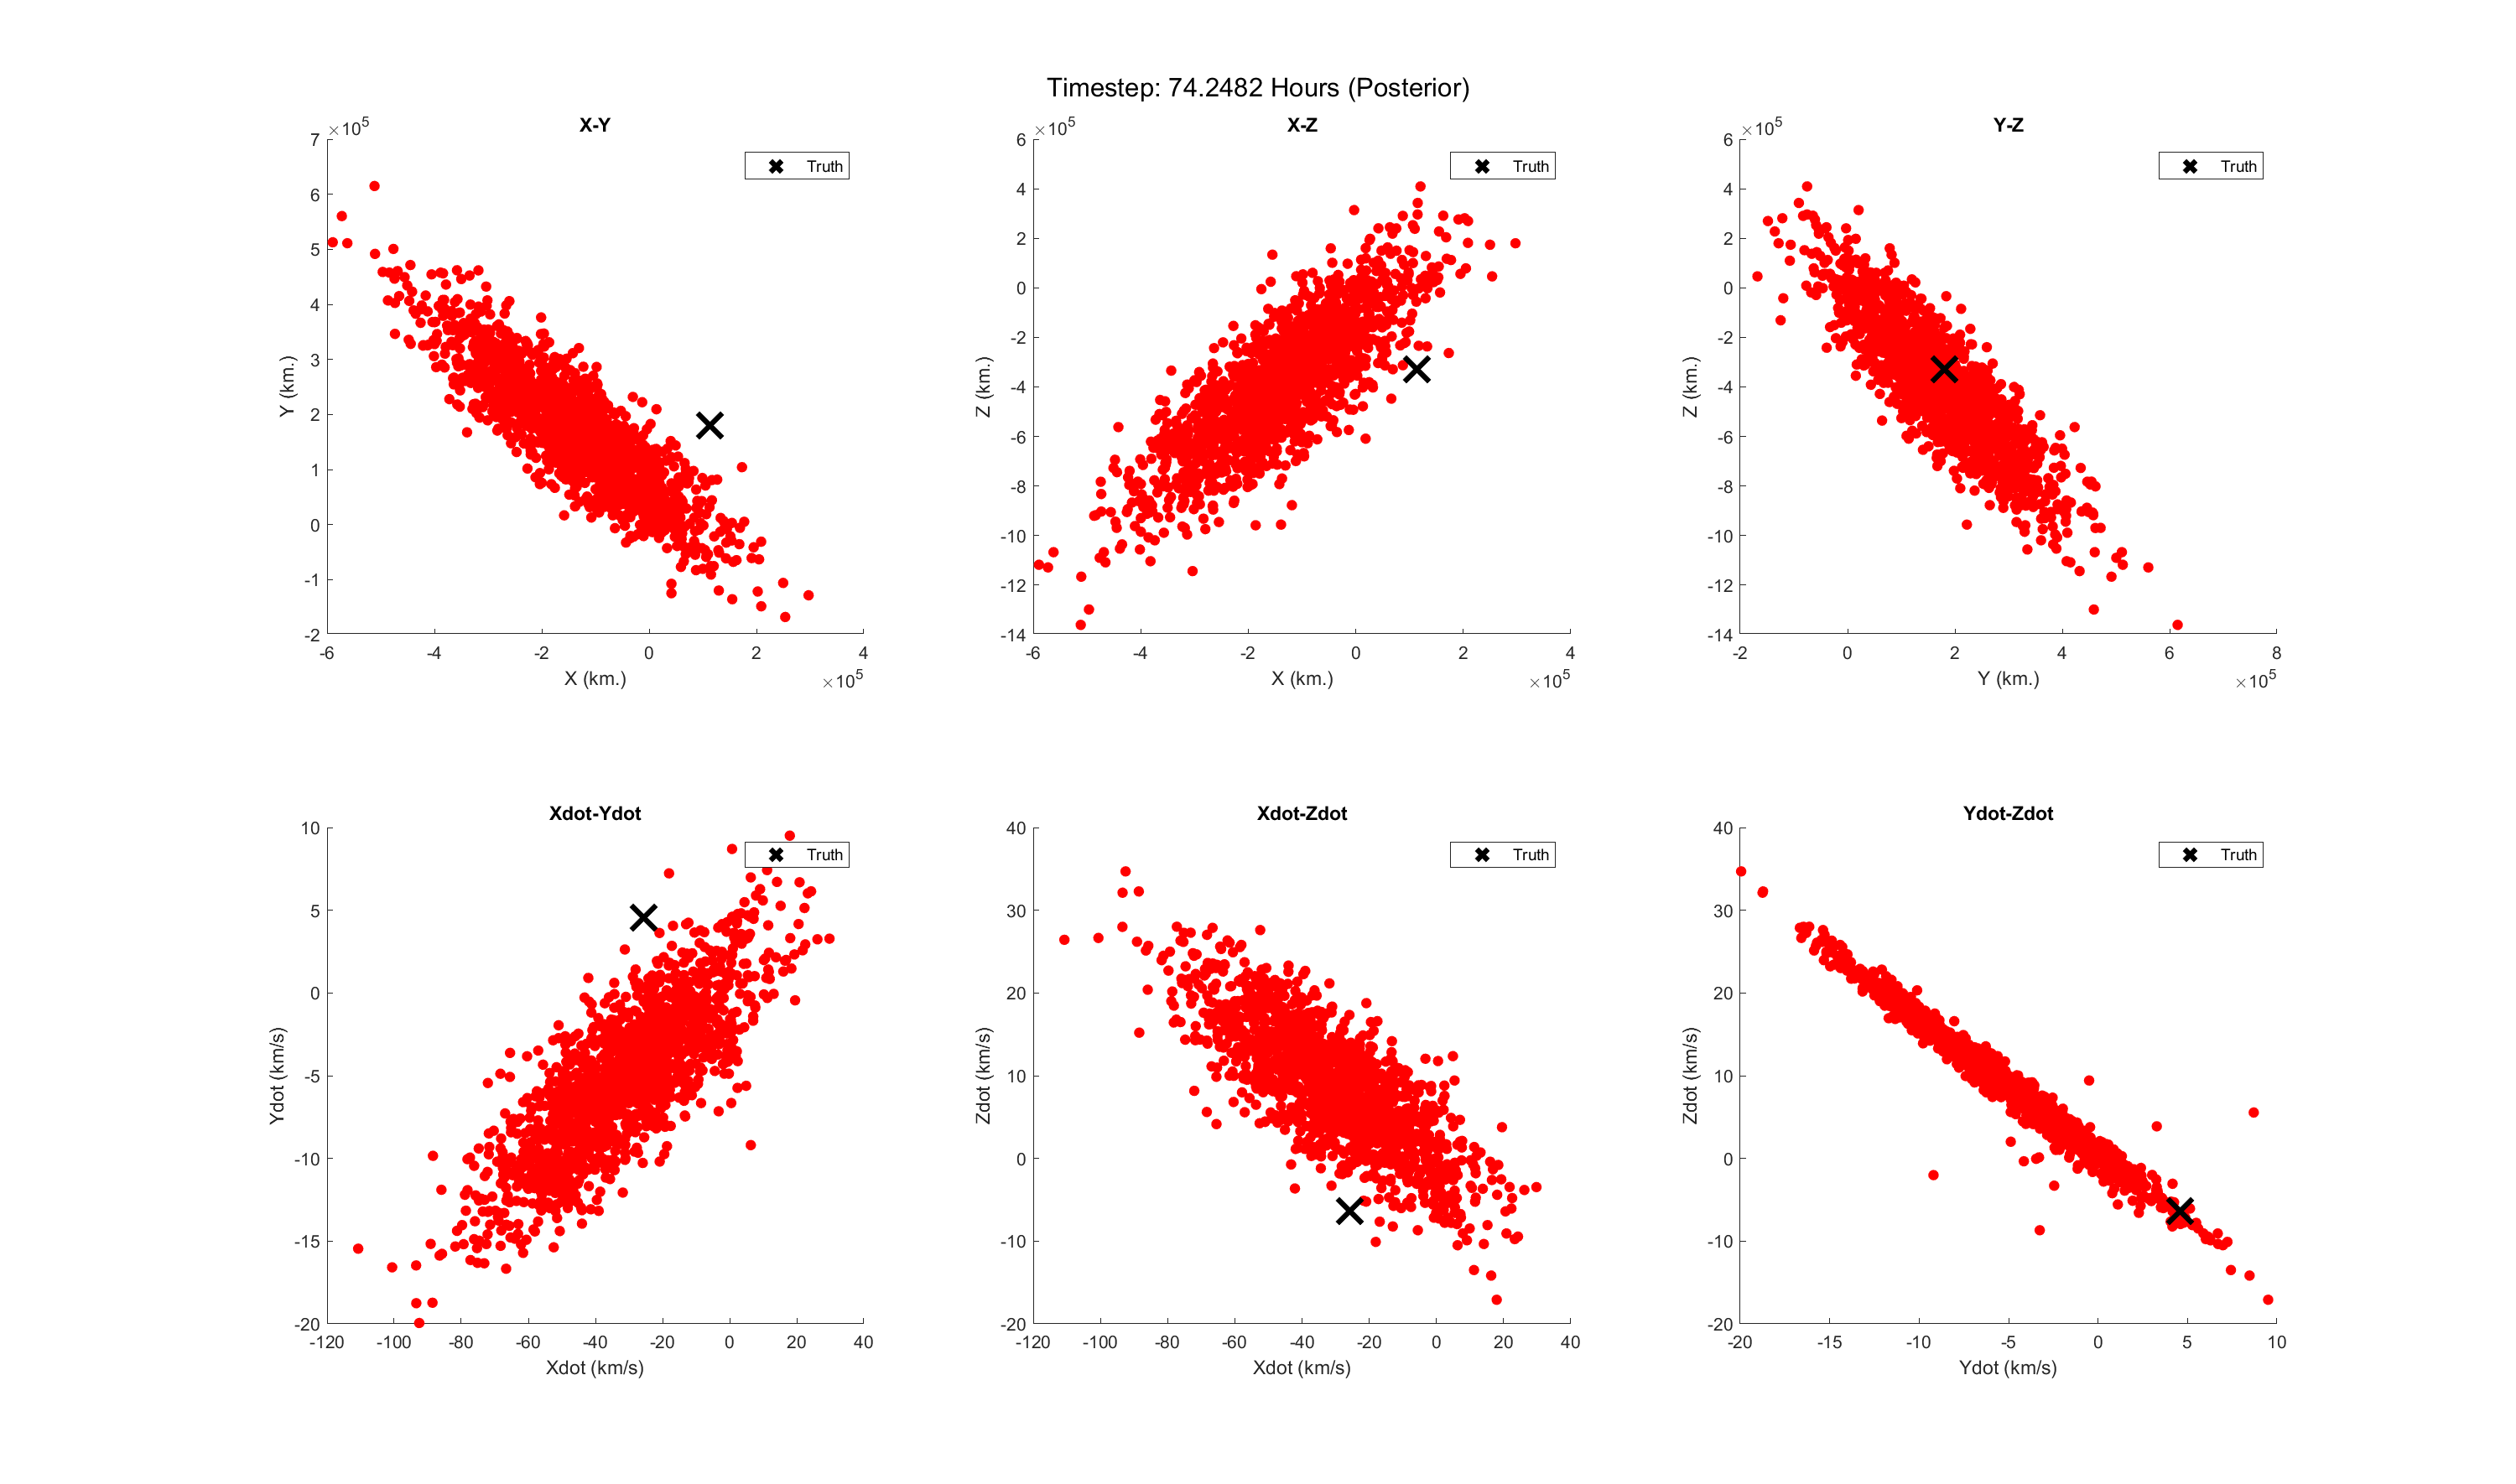 Timestep: 74.2482 Hours (Posterior)
X-Y
×10^5
Truth
7
6
5
4
3
2
1
0
-1
-2
Y (km.)
-6 -4 -2 0 2 4
X (km.)
×10^5
X-Z
×10^5
Truth
6
4
2
0
-2
-4
-6
-8
-10
-12
-14
Z (km.)
-6 -4 -2 0 2 4
X (km.)
×10^5
Y-Z
×10^5
Truth
6
4
2
0
-2
-4
-6
-8
-10
-12
-14
Z (km.)
-2 0 2 4 6 8
Y (km.)
×10^5
Xdot-Ydot
Truth
10
5
0
-5
-10
-15
-20
Ydot (km/s)
-120 -100 -80 -60 -40 -20 0 20 40
Xdot (km/s)
Xdot-Zdot
Truth
40
30
20
10
0
-10
-20
Zdot (km/s)
-120 -100 -80 -60 -40 -20 0 20 40
Xdot (km/s)
Ydot-Zdot
Truth
40
30
20
10
0
-10
-20
Zdot (km/s)
-20 -15 -10 -5 0 5 10
Ydot (km/s)